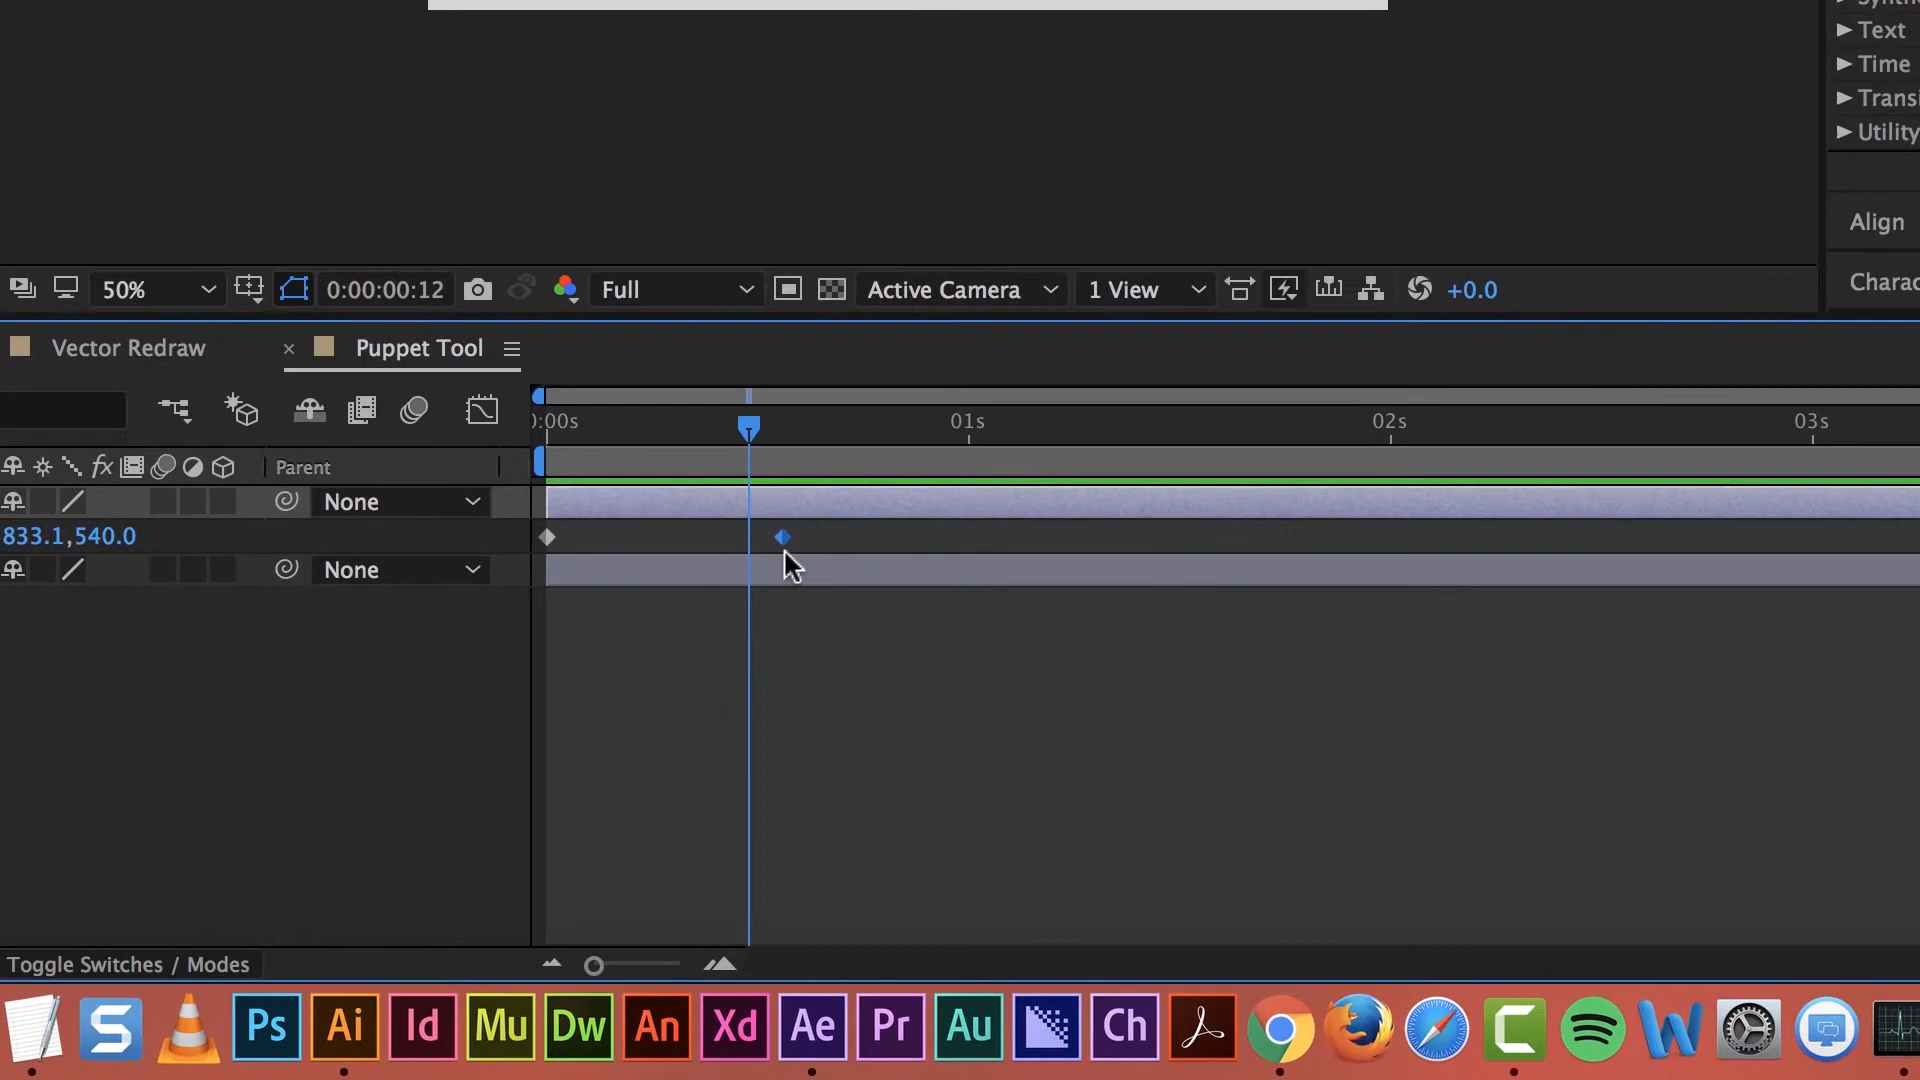 Text
Time
Transi
Utility
Align
Charac
50%
0:00:00:12
Full
Active Camera
1 View
+0.0
Vector Redraw
× Puppet Tool
0:00s
01s
02s
03s
fx
Parent
None
833.1,540.0
None
Toggle Switches / Modes
S
Ps
Ai
Id
Mu
Dw
An
Xd
Ae
Pr
Au
Ch
W